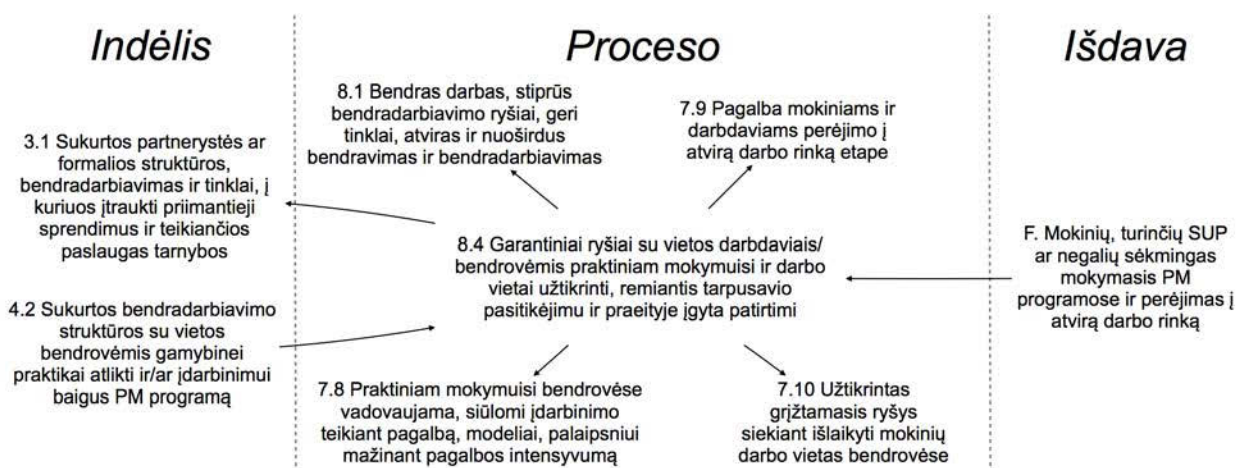 Indėlis
Proceso
Išdava
3.1 Sukurtos partnerystės ar
formalios struktūros,
bendradarbiavimas ir tinklai, į
kuriuos įtraukti priimantieji
sprendimus ir teikiančios
paslaugas tarnybos
4.2 Sukurtos bendradarbiavimo
struktūros su vietos
bendrovėmis gamybinei
praktikai atlikti ir/ar įdarbinimui
baigus PM programą
8.1 Bendras darbas, stiprūs
bendradarbiavimo ryšiai, geri
tinklai, atviras ir nuoširdus
bendravimas ir bendradarbiavimas
7.9 Pagalba mokiniams ir
darbdaviams perėjimo į
atvirą darbo rinką etape
8.4 Garantiniai ryšiai su vietos darbdaviais/
bendrovėmis praktiniam mokymuisi ir darbo
vietai užtikrinti, remiantis tarpusavio
pasitikėjimu ir praeityje įgyta patirtimi
7.8 Praktiniam mokymuisi bendrovėse
vadovaujama, siūlomi įdarbinimo
teikiant pagalbą, modeliai, palaipsniui
mažinant pagalbos intensyvumą
7.10 Užtikrintas
grįžtamasis ryšys
siekiant išlaikyti mokinių
darbo vietas bendrovėse
F. Mokinių, turinčių SUP
ar negalių sėkmingas
mokymasis PM
programose ir perėjimas į
atvirą darbo rinką